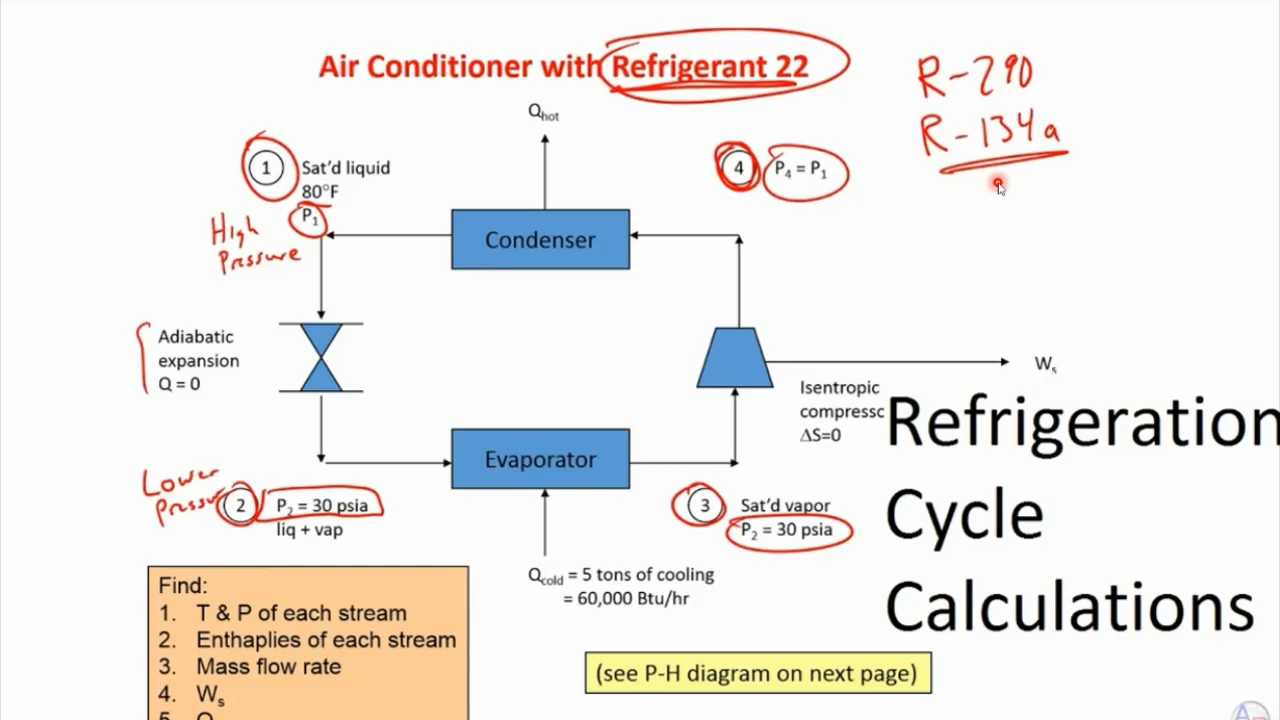 Air Conditioner with Refrigerant 22
R-290
R-134a
Qhot
1
Sat'd liquid
80°F
P1
High
Pressure
4
P4 = P1
Condenser
Adiabatic
expansion
Q = 0
Ws
Isentropic
compressc
ΔS=0
Refrigeration
Cycle
Calculations
Evaporator
Lower
Pressure
2
P2 = 30 psia
liq + vap
3
Sat'd vapor
P2 = 30 psia
Qcold = 5 tons of cooling
= 60,000 Btu/hr
Find:
1. T & P of each stream
2. Enthaplies of each stream
3. Mass flow rate
4. Ws
(see P-H diagram on next page)